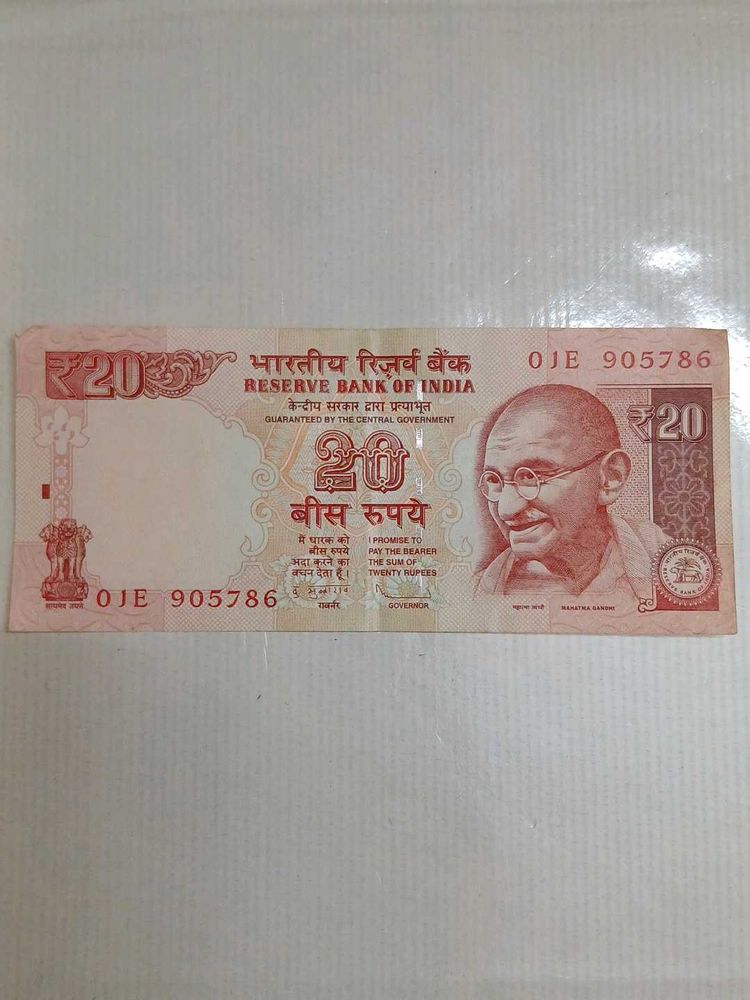 ₹20
भारतीय रिज़र्व बैंक
RESERVE BANK OF INDIA
केन्द्रीय सरकार द्वारा प्रत्याभूत
GUARANTEED BY THE CENTRAL GOVERNMENT
01E 905786
₹20
20
बीस रुपये
मैं धारक को
बीस रुपये
अदा करने का
वचन देता हूँ।
I PROMISE TO
PAY THE BEARER
THE SUM OF
TWENTY RUPEES
गवर्नर
GOVERNOR
सत्यमेव जयते
01E 905786
महात्मा गांधी
MAHATMA GANDHI